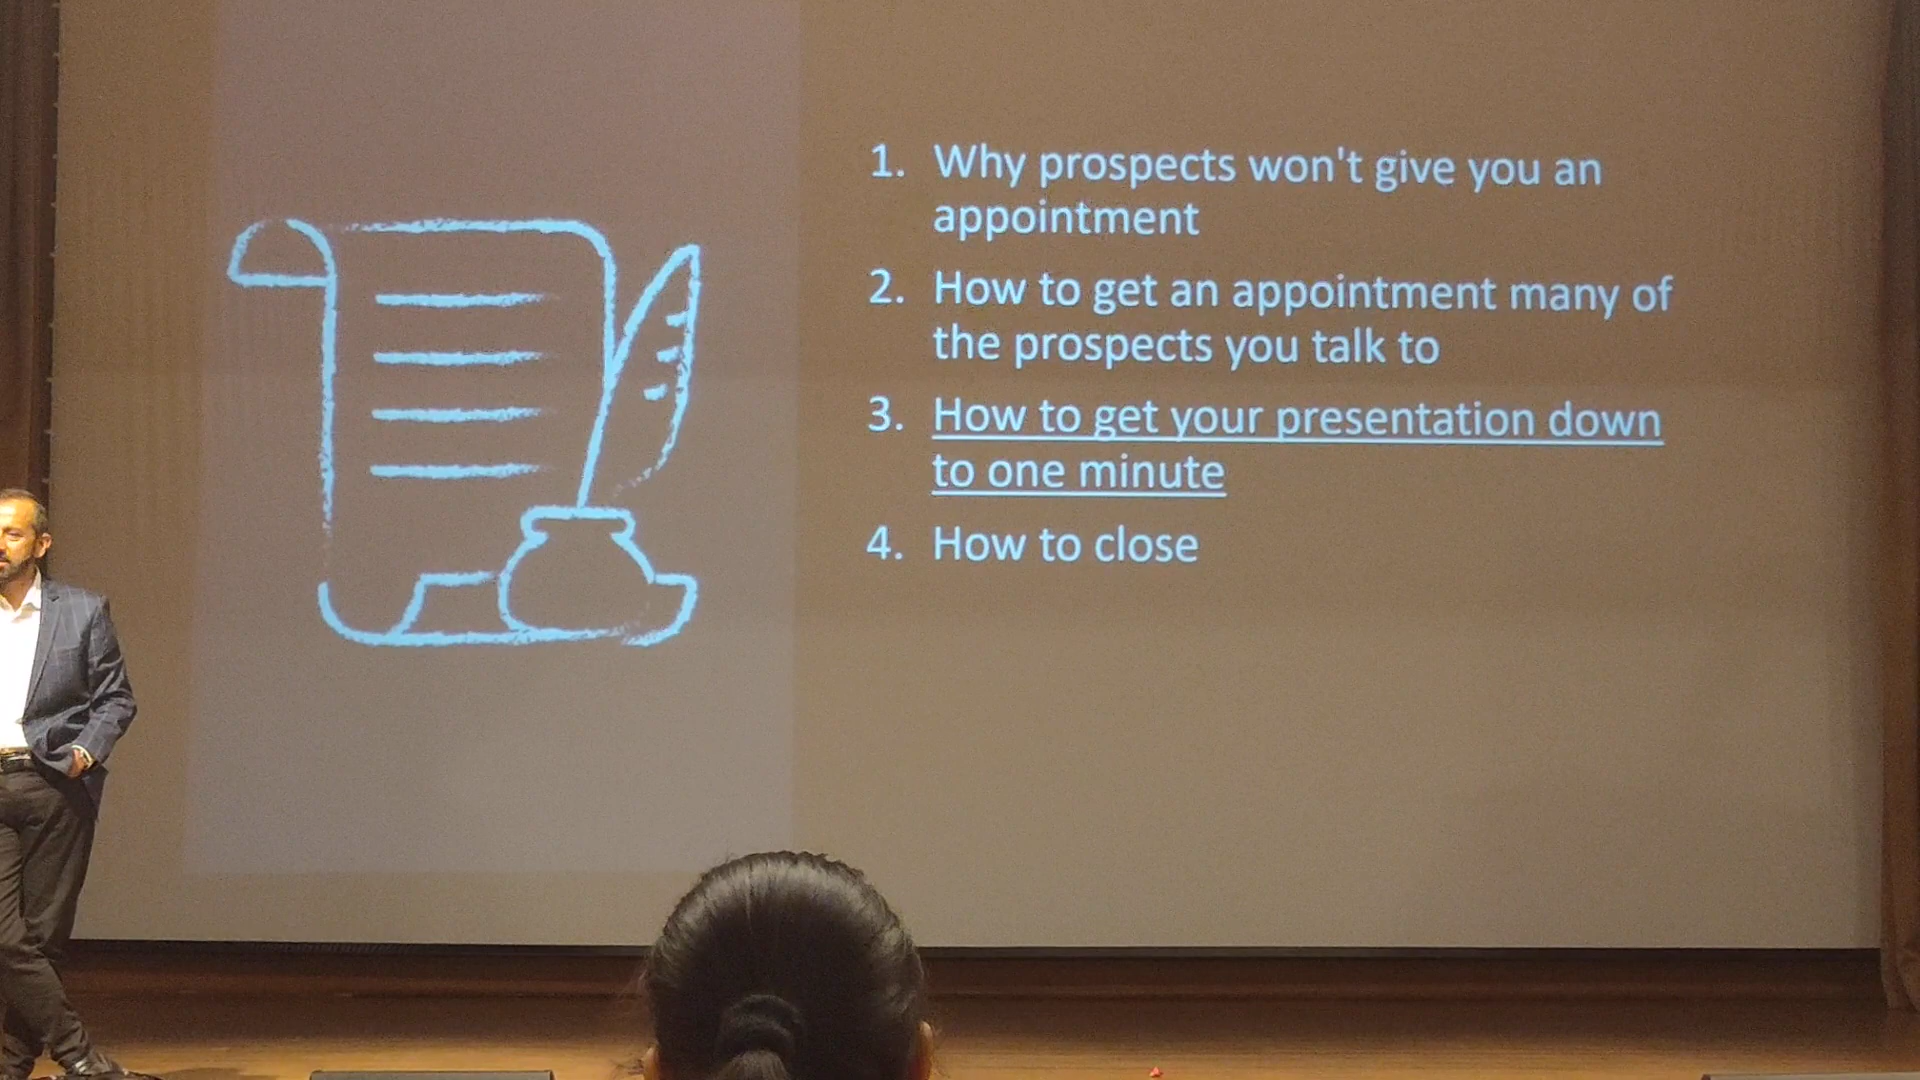 1. Why prospects won't give you an
appointment
2. How to get an appointment many of
the prospects you talk to
3. How to get your presentation down
to one minute
4. How to close